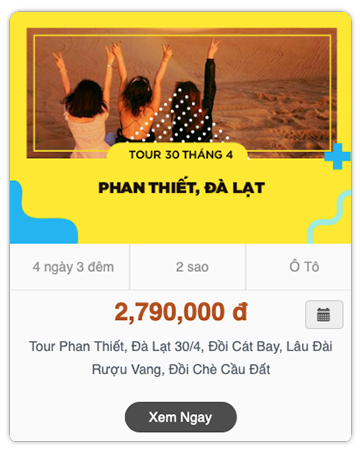 TOUR 30 THÁNG 4
PHAN THIẾT, ĐÀ LẠT
4 ngày 3 đêm
2 sao
Ô Tô
2,790,000 đ
Tour Phan Thiết, Đà Lạt 30/4, Đồi Cát Bay, Lâu Đài
Rượu Vang, Đồi Chè Cầu Đất
Xem Ngay